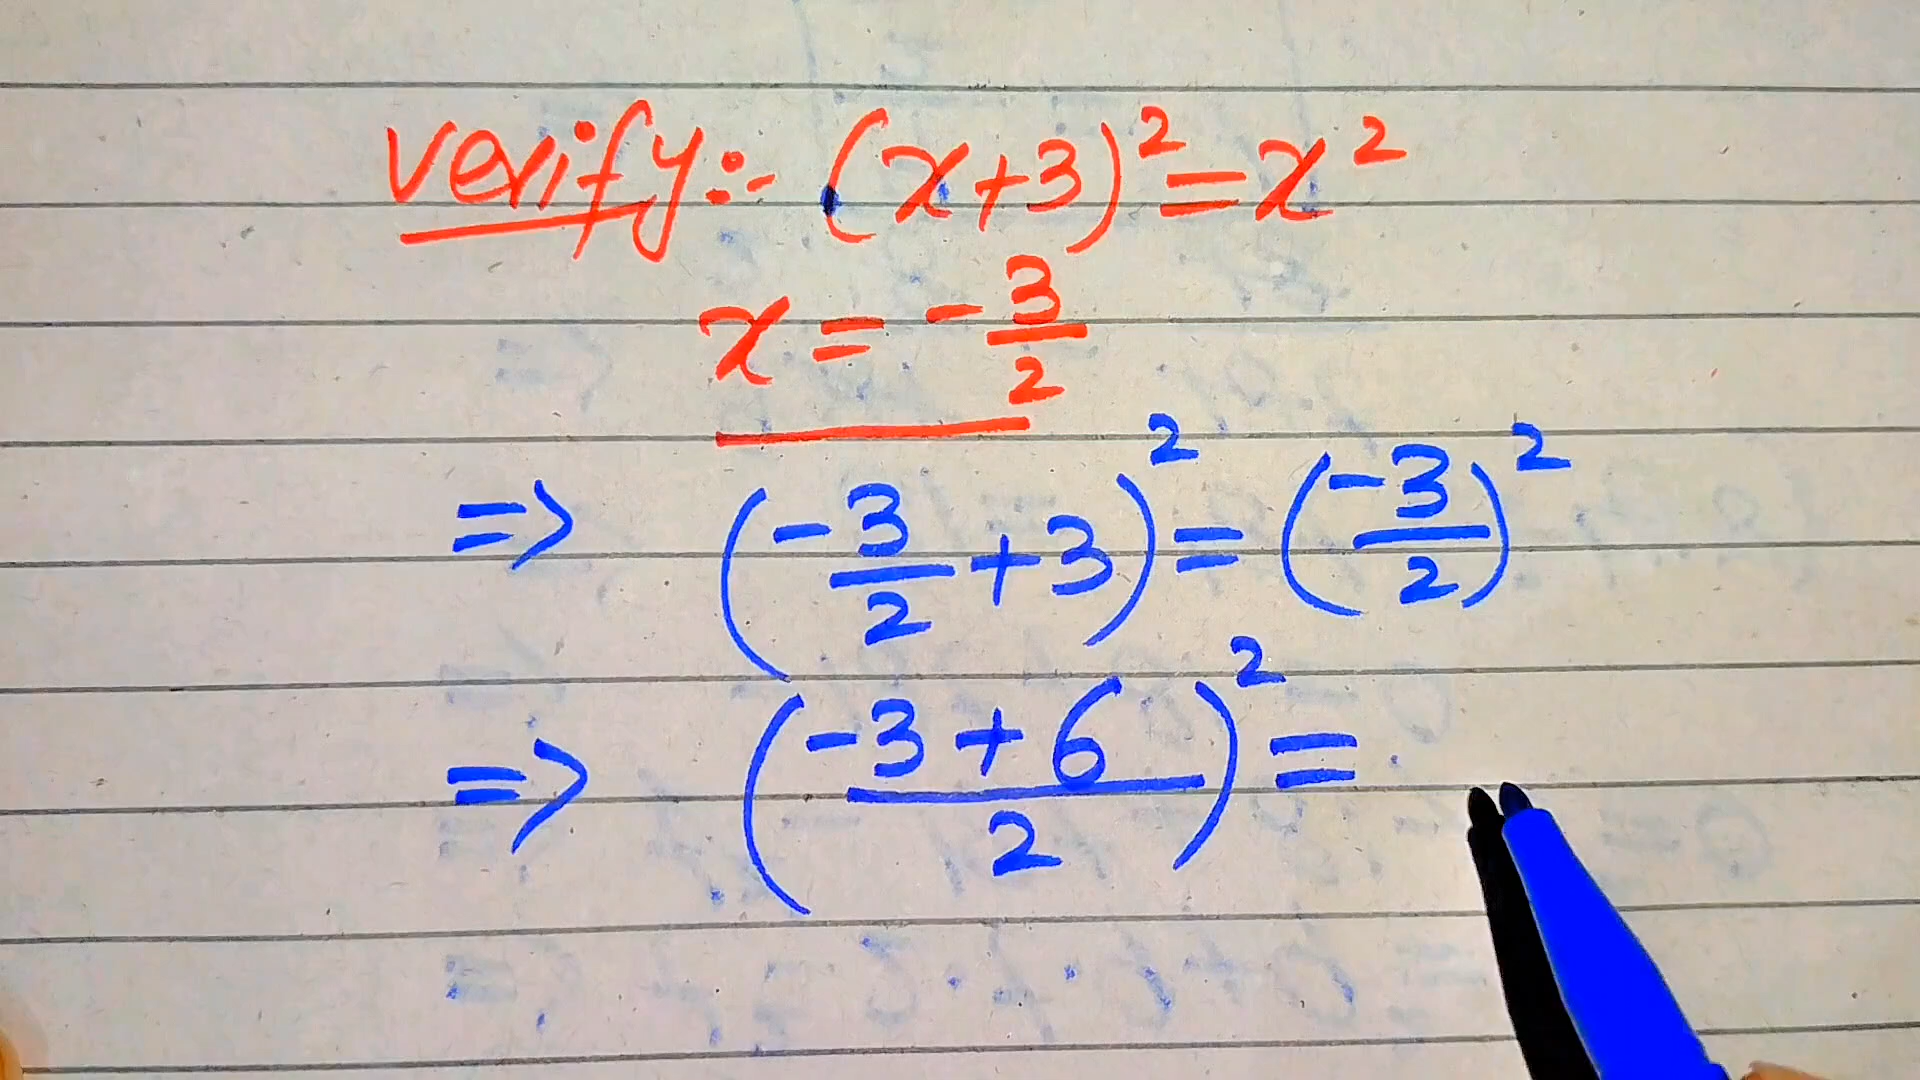 verify:- (x+3)²=x²
x = -3/2
=> (-3/2+3)²=(-3/2)²
=> (-3+6/2)²=